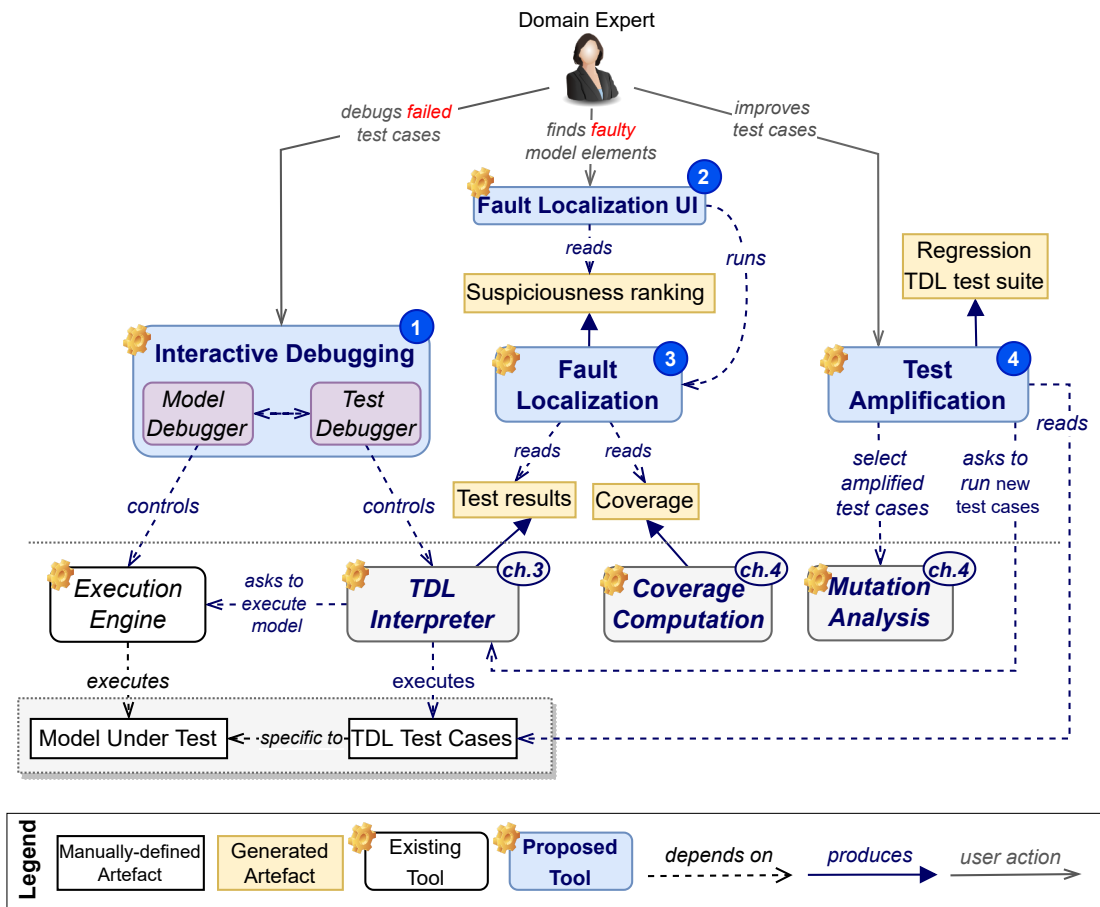 Domain Expert
debugs failed
test cases
finds faulty
model elements
improves
test cases
2
Fault Localization UI
reads
runs
Suspiciousness ranking
Regression
TDL test suite
1
Interactive Debugging
Model
Debugger
Test
Debugger
3
Fault
Localization
4
Test
Amplification
reads
reads
reads
controls
controls
Test results
Coverage
select
amplified
test cases
asks to
run new
test cases
Execution
Engine
asks to
execute
model
ch.3
TDL
Interpreter
ch.4
Coverage
Computation
ch.4
Mutation
Analysis
executes
executes
Model Under Test
specific to
TDL Test Cases
Legend
Manually-defined
Artefact
Generated
Artefact
Existing
Tool
Proposed
Tool
depends on
produces
user action